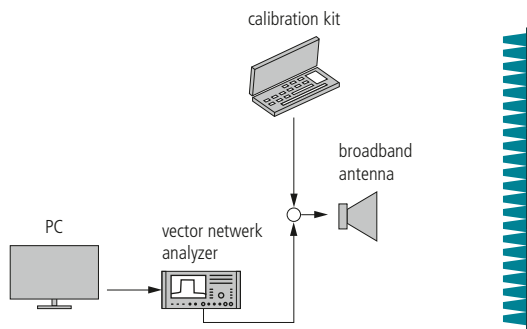 calibration kit
broadband
antenna
PC
vector netwerk
analyzer